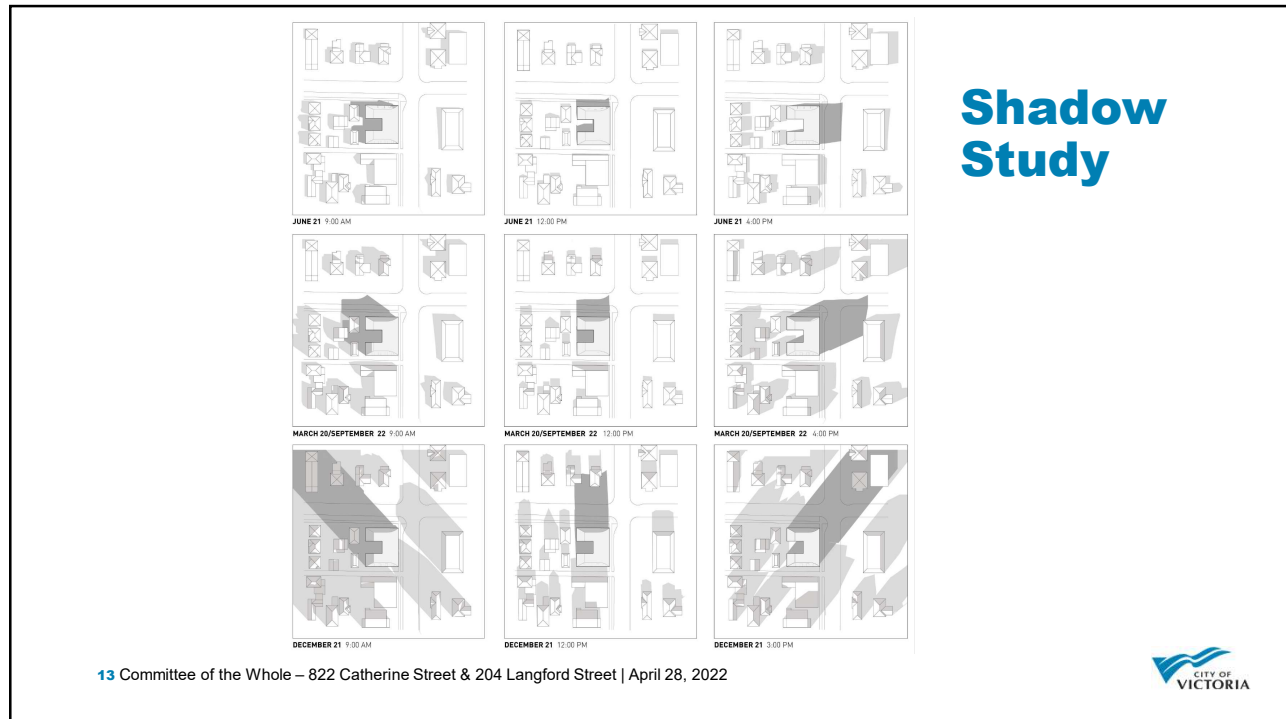 Shadow
Study
JUNE 21 9:00 AM
JUNE 21 12:00 PM
JUNE 21 4:00 PM
MARCH 20/SEPTEMBER 22 9:00 AM
MARCH 20/SEPTEMBER 22 12:00 PM
MARCH 20/SEPTEMBER 22 4:00 PM
DECEMBER 21 9:00 AM
DECEMBER 21 12:00 PM
DECEMBER 21 3:00 PM
13 Committee of the Whole – 822 Catherine Street & 204 Langford Street | April 28, 2022
CITY OF
VICTORIA